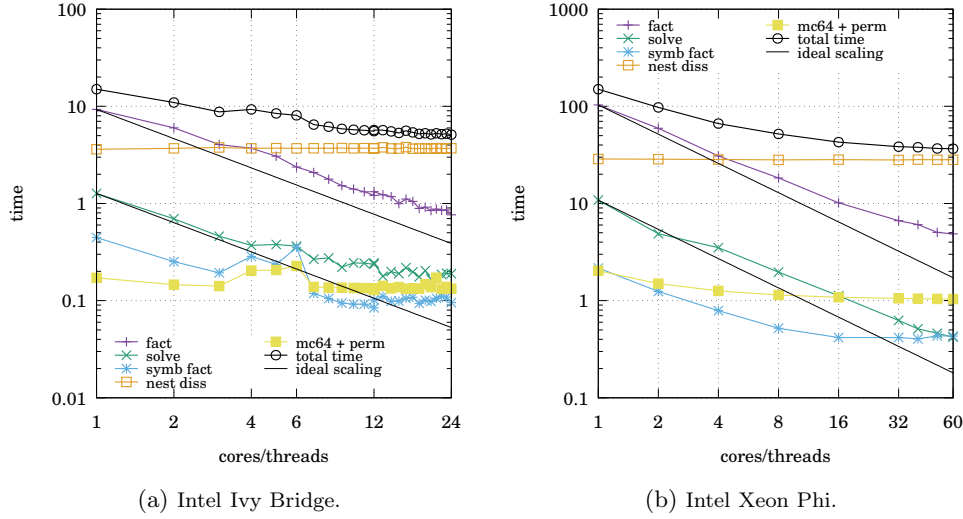 100
10
1
0.1
0.01
time
fact
solve
symb fact
nest diss
mc64 + perm
total time
ideal scaling
1 2 4 6 12 24
cores/threads
(a) Intel Ivy Bridge.
1000
100
10
1
0.1
time
fact
solve
symb fact
nest diss
mc64 + perm
total time
ideal scaling
1 2 4 8 16 32 60
cores/threads
(b) Intel Xeon Phi.